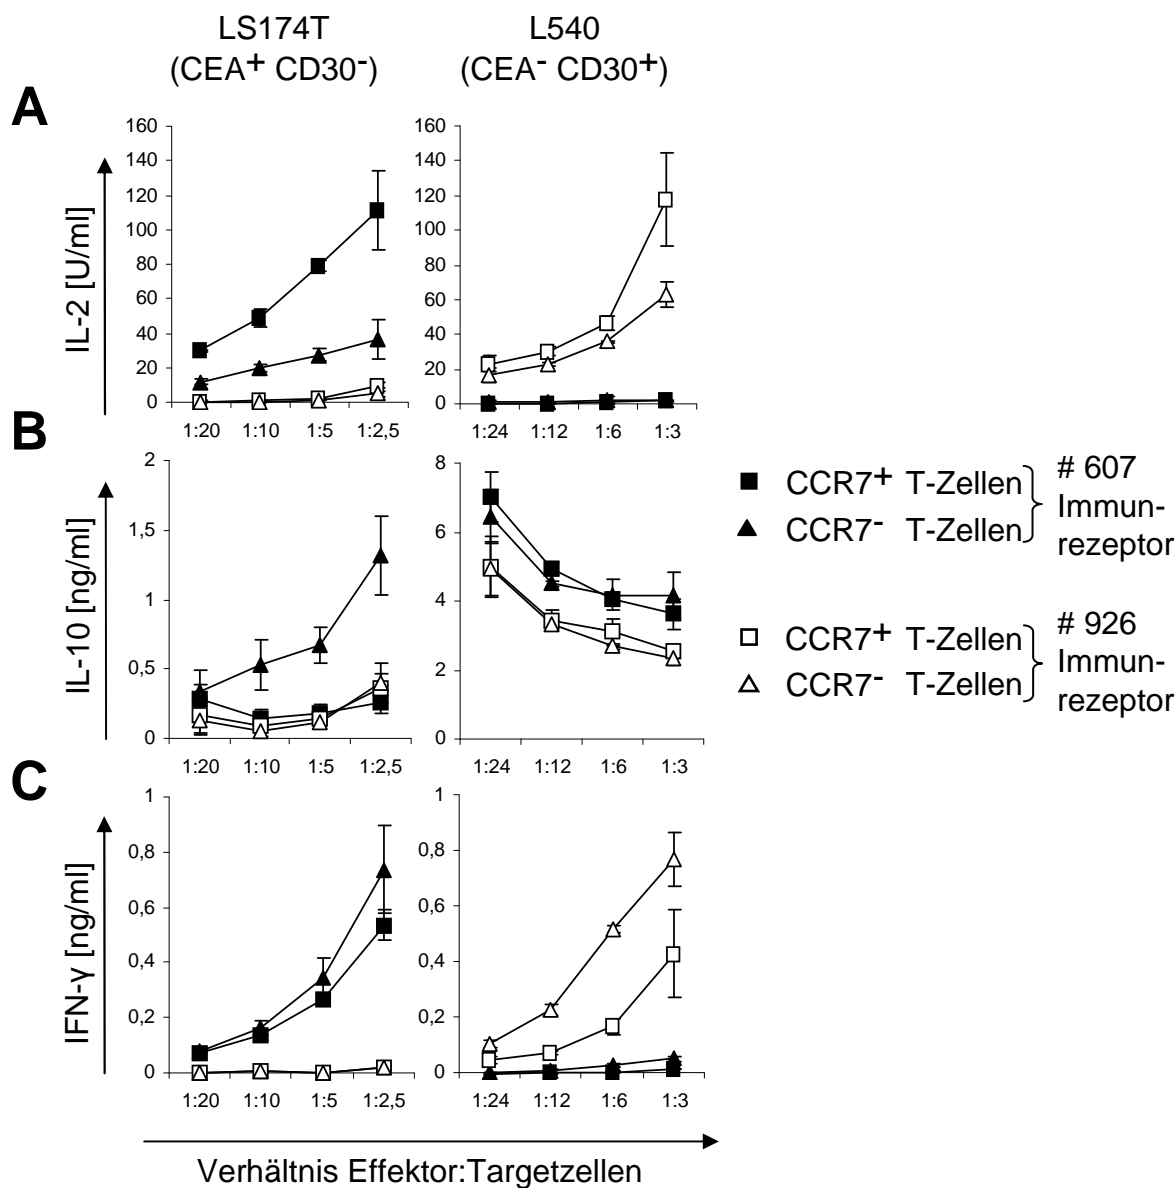 LS174T
(CEA+ CD30-)
L540
(CEA- CD30+)
A
IL-2 [U/ml]
160
140
120
100
80
60
40
20
0
1:20 1:10 1:5 1:2,5
160
140
120
100
80
60
40
20
0
1:24 1:12 1:6 1:3
B
IL-10 [ng/ml]
2
1,5
1
0,5
0
1:20 1:10 1:5 1:2,5
8
6
4
2
0
1:24 1:12 1:6 1:3
CCR7+ T-Zellen
CCR7- T-Zellen
# 607
Immun-
rezeptor
CCR7+ T-Zellen
CCR7- T-Zellen
# 926
Immun-
rezeptor
C
IFN-γ [ng/ml]
1
0,8
0,6
0,4
0,2
0
1:20 1:10 1:5 1:2,5
1
0,8
0,6
0,4
0,2
0
1:24 1:12 1:6 1:3
Verhältnis Effektor:Targetzellen